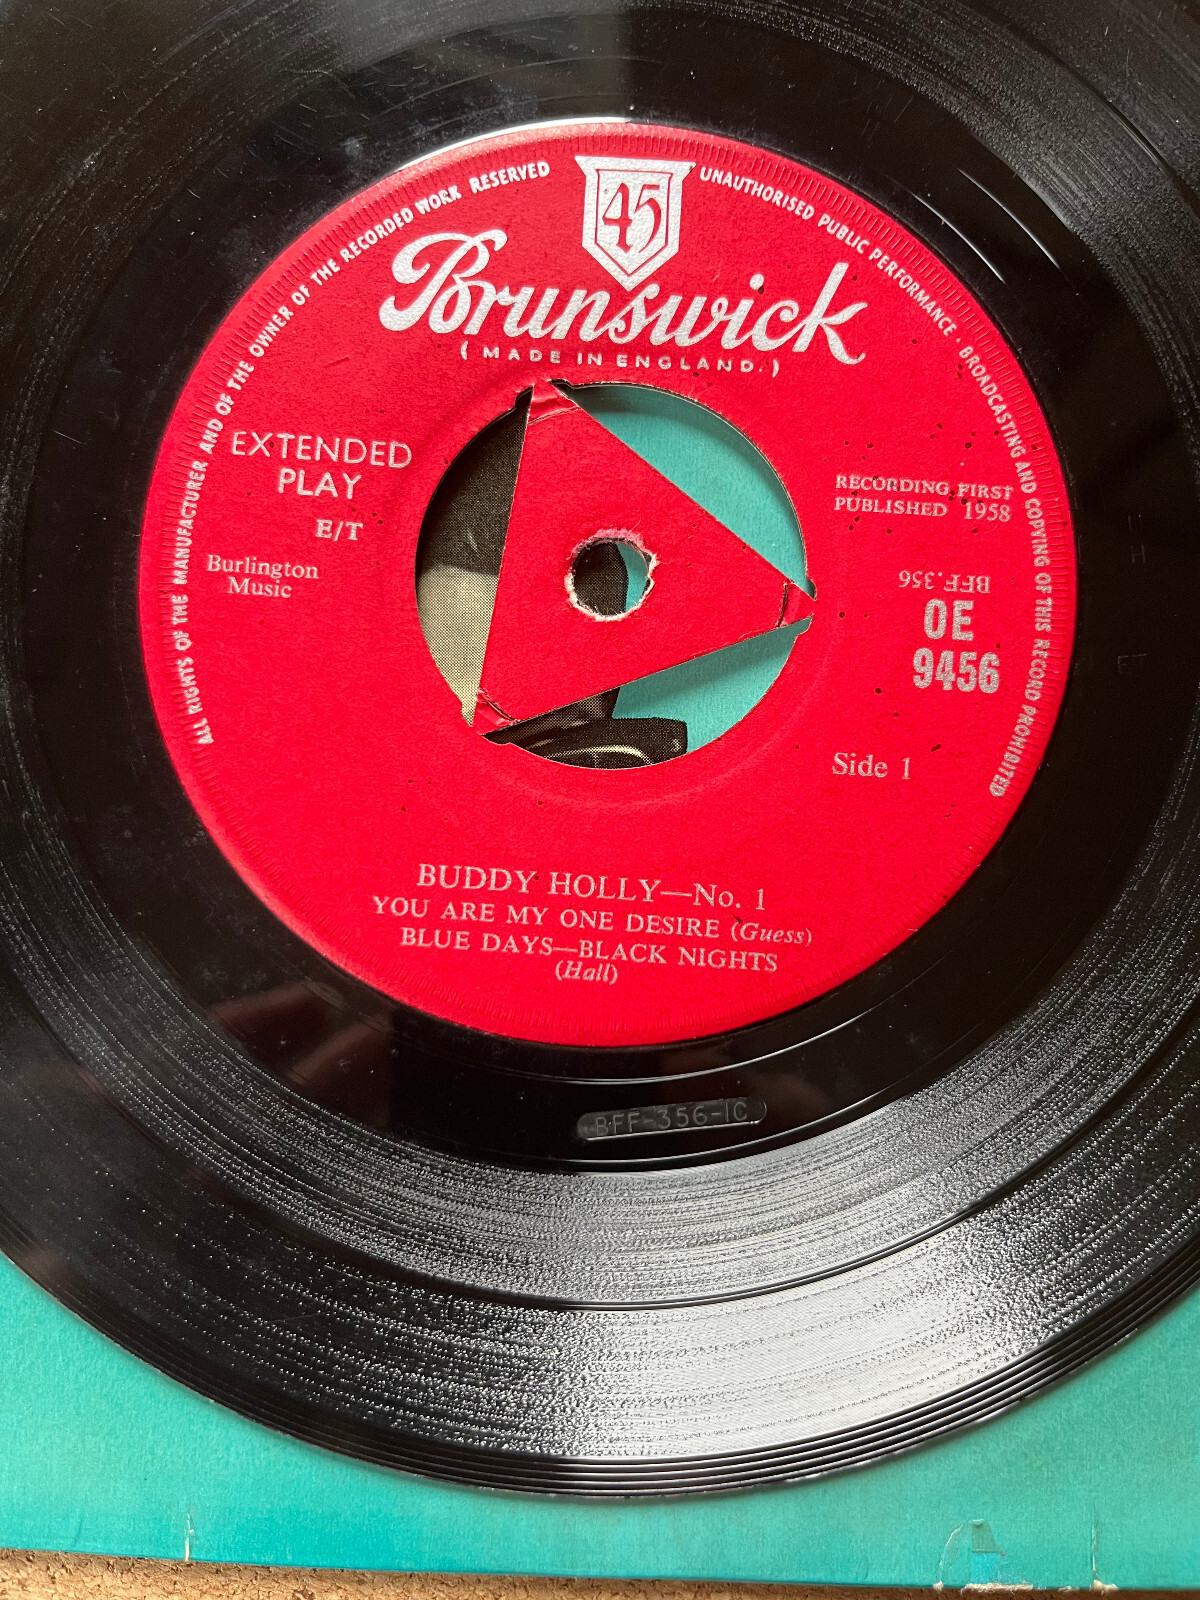 ALL RIGHTS OF THE MANUFACTURER AND OF THE OWNER OF THE RECORDED WORK RESERVED
UNAUTHORISED PUBLIC PERFORMANCE · BROADCASTING AND COPYING OF THIS RECORD PROHIBITED
45
Brunswick
( MADE IN ENGLAND. )
EXTENDED
PLAY
E/T
Burlington
Music
RECORDING FIRST
PUBLISHED 1958
BFF.356
OE
9456
Side 1
BUDDY HOLLY—No. 1
YOU ARE MY ONE DESIRE (Guess)
BLUE DAYS—BLACK NIGHTS
(Hall)
BFF-356-1C